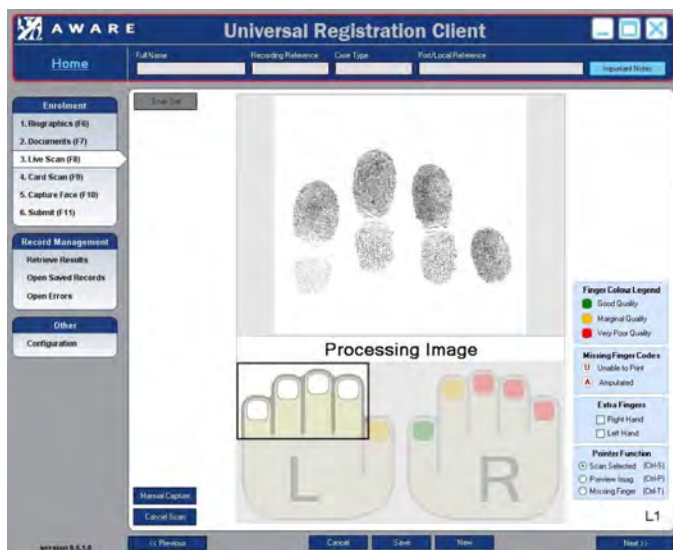 AWARE
Universal Registration Client
Home
Full Name
Recording Reference
Case Type
Port/Local Reference
Important Notes
Enrolment
1. Biographics (F6)
2. Documents (F7)
3. Live Scan (F8)
4. Card Scan (F9)
5. Capture Face (F10)
6. Submit (F11)
Record Management
Retrieve Results
Open Saved Records
Open Errors
Other
Configuration
Finger Colour Legend
Good Quality
Marginal Quality
Very Poor Quality
Processing Image
Missing Finger Codes
U Unable to Print
A Amputated
Extra Fingers
Right Hand
Left Hand
Pointer Function
Scan Selected (Ctrl-S)
Preview Imag (Ctrl-P)
Missing Finger (Ctrl-T)
L
R
L1
Manual Capture
Cancel Scan
version 0.5.1.0
<< Previous
Cancel
Save
New
Next >>